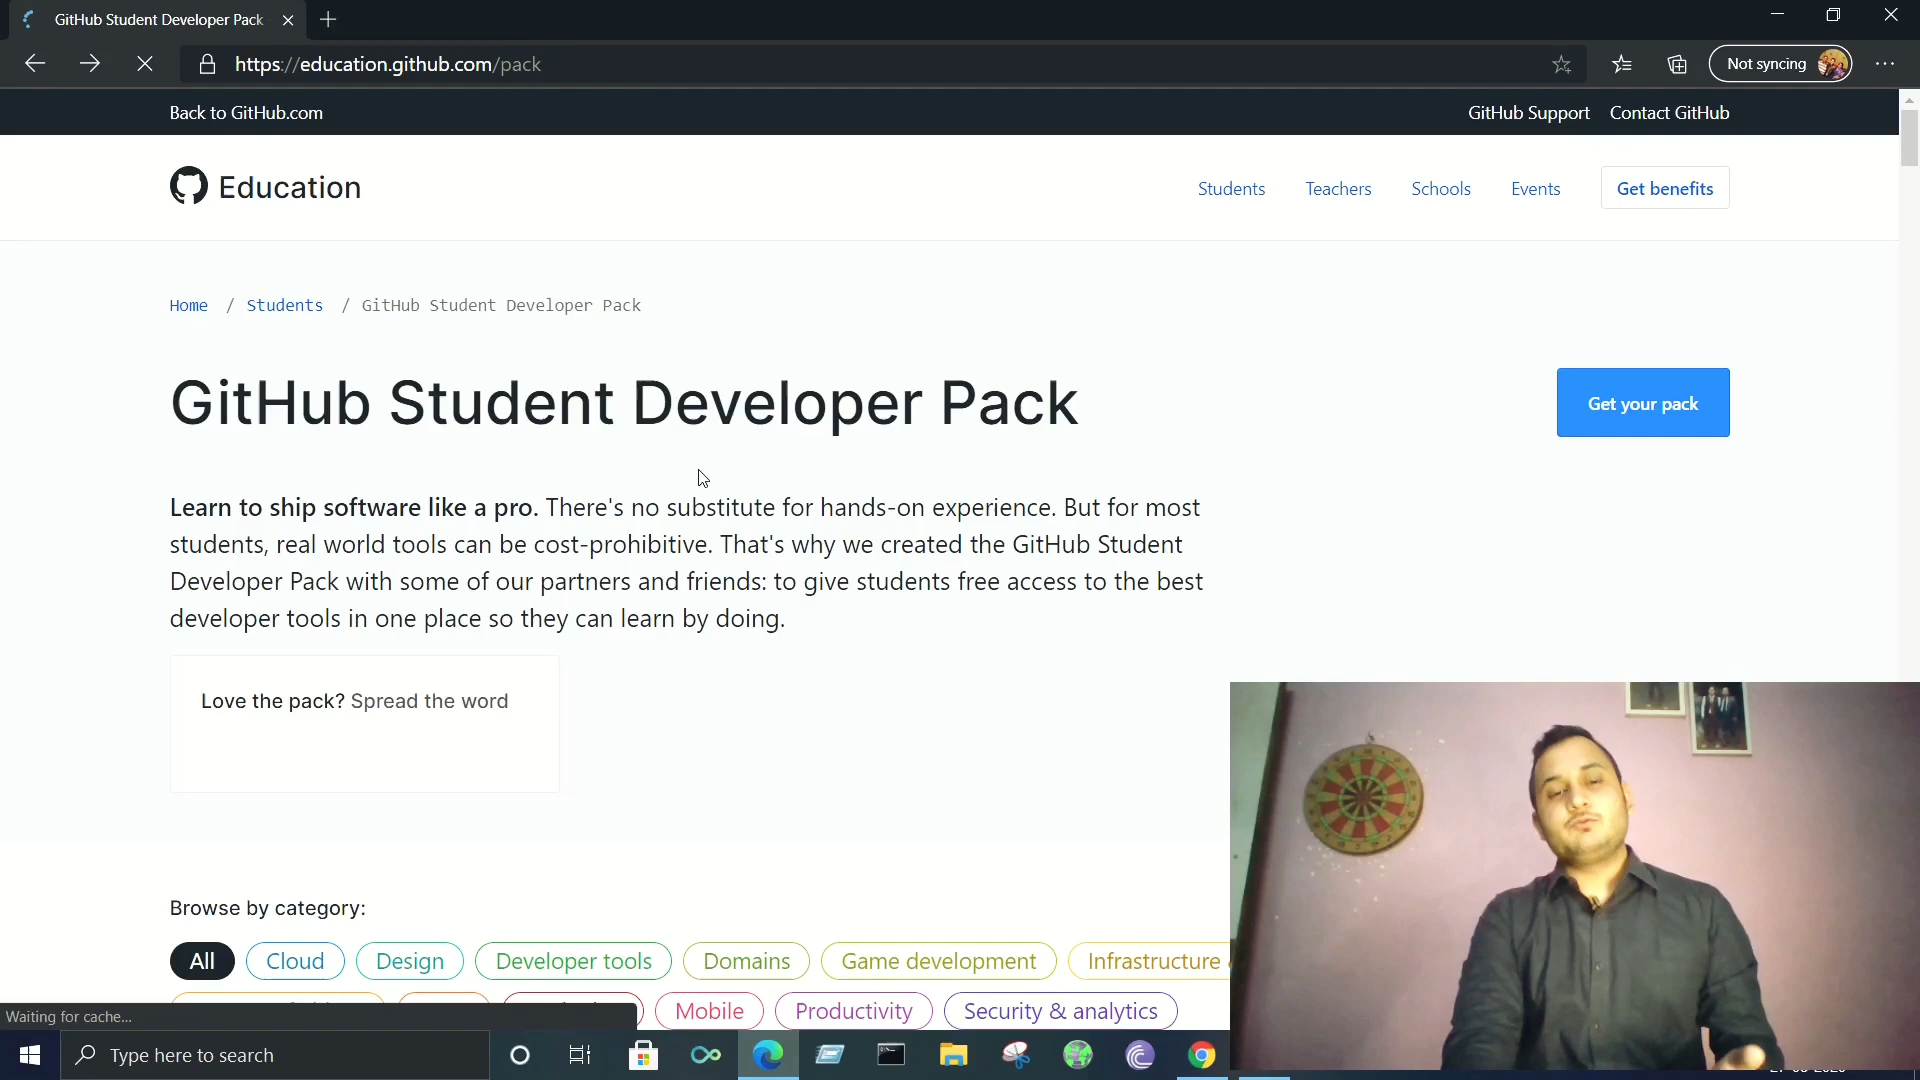 GitHub Student Developer Pack
https://education.github.com/pack
Not syncing
Back to GitHub.com
GitHub Support
Contact GitHub
Education
Students
Teachers
Schools
Events
Get benefits
Home / Students / GitHub Student Developer Pack
GitHub Student Developer Pack
Get your pack
Learn to ship software like a pro. There's no substitute for hands-on experience. But for most
students, real world tools can be cost-prohibitive. That's why we created the GitHub Student
Developer Pack with some of our partners and friends: to give students free access to the best
developer tools in one place so they can learn by doing.
Love the pack? Spread the word
Browse by category:
All
Cloud
Design
Developer tools
Domains
Game development
Infrastructure
Mobile
Productivity
Security & analytics
Waiting for cache...
Type here to search